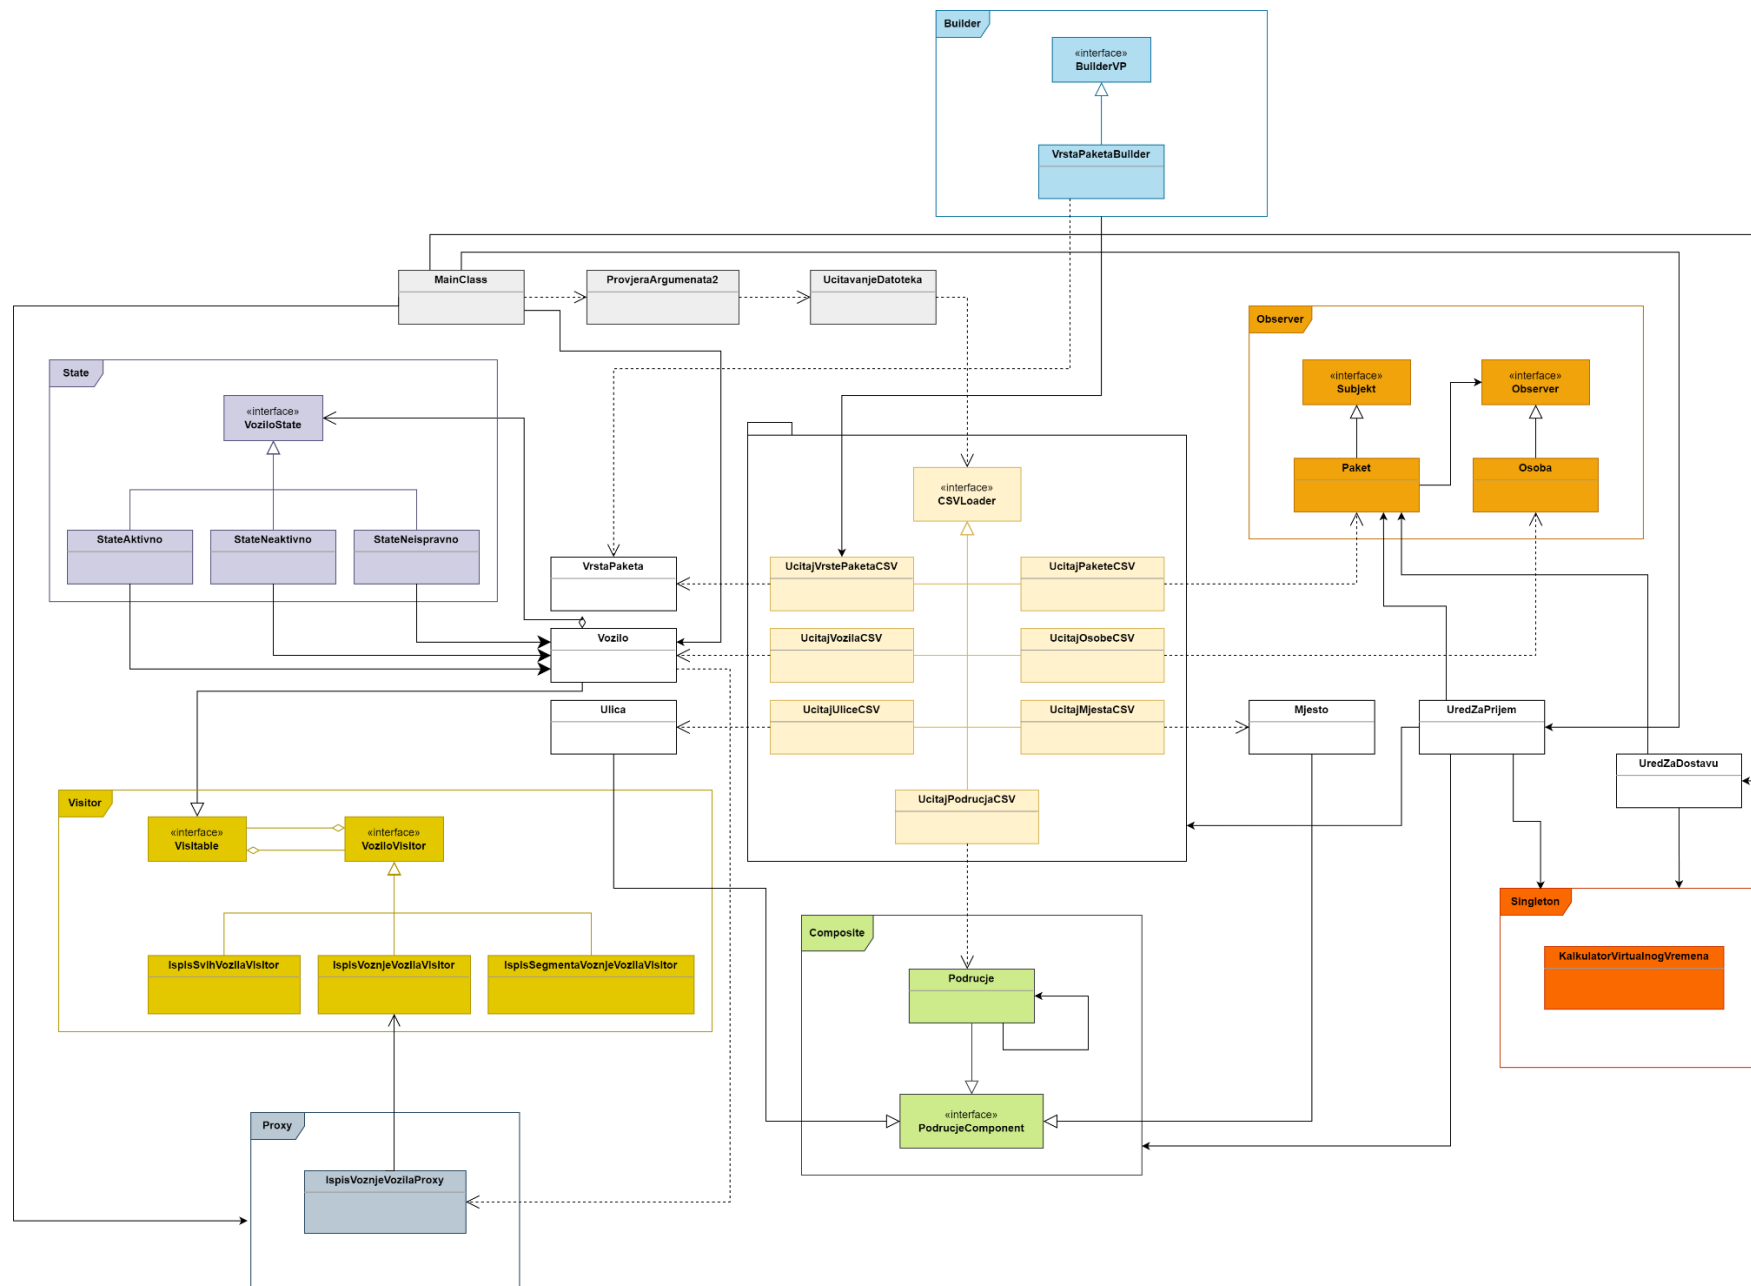 Builder
«interface»
BuilderVP
VrstaPaketaBuilder
MainClass
ProvjeraArgumenata2
UcitavanjeDatoteka
Observer
State
«interface»
Subjekt
«interface»
Observer
«interface»
VoziloState
Paket
Osoba
«interface»
CSVLoader
StateAktivno
StateNeaktivno
StateNeispravno
VrstaPaketa
UcitajVrstePaketaCSV
UcitajPaketeCSV
Vozilo
UcitajVozilaCSV
UcitajOsobeCSV
Ulica
UcitajUliceCSV
UcitajMjestaCSV
Mjesto
UredZaPrijem
UredZaDostavu
Visitor
UcitajPodrucjaCSV
«interface»
Visitable
«interface»
VoziloVisitor
Singleton
Composite
IspisSvihVozilaVisitor
IspisVoznjeVozilaVisitor
IspisSegmentaVoznjeVozilaVisitor
KalkulatorVirtualnogVremena
Podrucje
«interface»
PodrucjeComponent
Proxy
IspisVoznjeVozilaProxy